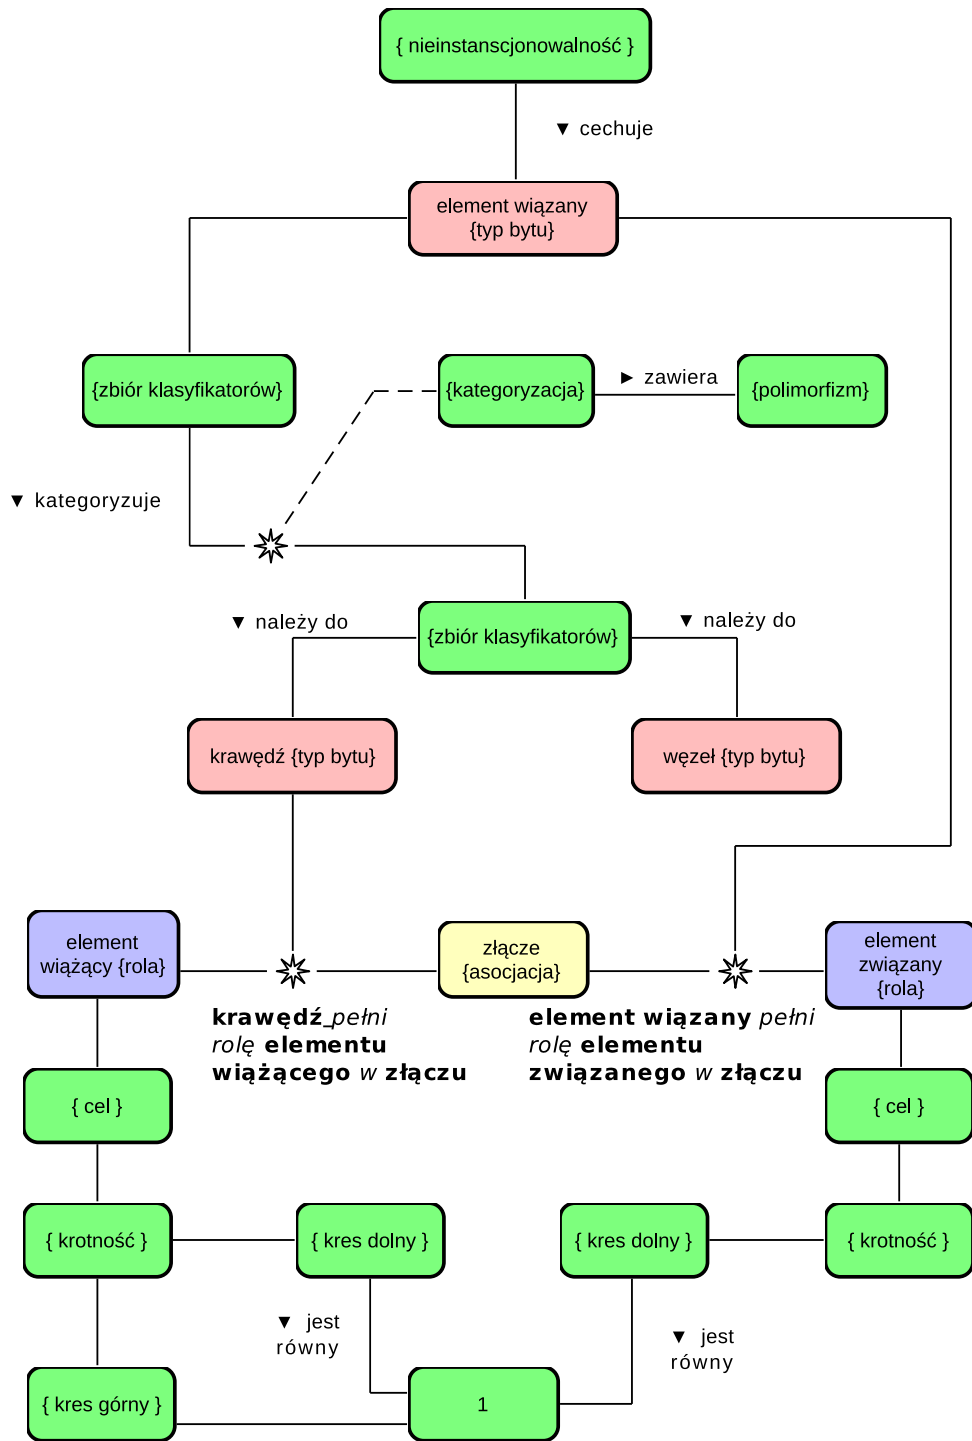 { nieinstanscjonowalność }
▼ cechuje
element wiązany
{typ bytu}
{zbiór klasyfikatorów}
{kategoryzacja}
► zawiera
{polimorfizm}
▼ kategoryzuje
▼ należy do
{zbiór klasyfikatorów}
▼ należy do
krawędź {typ bytu}
węzeł {typ bytu}
element
wiążący {rola}
złącze
{asocjacja}
element
związany
{rola}
krawędź_pełni
rolę elementu
wiążącego w złączu
element wiązany pełni
rolę elementu
związanego w złączu
{ cel }
{ cel }
{ krotność }
{ kres dolny }
{ kres dolny }
{ krotność }
▼ jest
równy
▼ jest
równy
{ kres górny }
1